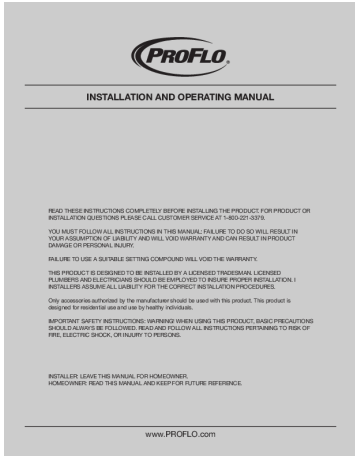 PROFLO®
INSTALLATION AND OPERATING MANUAL
READ THESE INSTRUCTIONS COMPLETELY BEFORE INSTALLING THE PRODUCT. FOR PRODUCT OR
INSTALLATION QUESTIONS PLEASE CALL CUSTOMER SERVICE AT 1-800-221-3379.
YOU MUST FOLLOW ALL INSTRUCTIONS IN THIS MANUAL; FAILURE TO DO SO WILL RESULT IN
YOUR ASSUMPTION OF LIABILITY AND WILL VOID WARRANTY AND CAN RESULT IN PRODUCT
DAMAGE OR PERSONAL INJURY.
FAILURE TO USE A SUITABLE SETTING COMPOUND WILL VOID THE WARRANTY.
THIS PRODUCT IS DESIGNED TO BE INSTALLED BY A LICENSED TRADESMAN. LICENSED
PLUMBERS AND ELECTRICIANS SHOULD BE EMPLOYED TO INSURE PROPER INSTALLATION. I
INSTALLERS ASSUME ALL LIABILITY FOR THE CORRECT INSTALLATION PROCEDURES.
Only accessories authorized by the manufacturer should be used with this product. This product is
designed for residential use and use by healthy individuals.
IMPORTANT SAFETY INSTRUCTIONS: WARNING! WHEN USING THIS PRODUCT, BASIC PRECAUTIONS
SHOULD ALWAYS BE FOLLOWED. READ AND FOLLOW ALL INSTRUCTIONS PERTAINING TO RISK OF
FIRE, ELECTRIC SHOCK, OR INJURY TO PERSONS.
INSTALLER: LEAVE THIS MANUAL FOR HOMEOWNER.
HOMEOWNER: READ THIS MANUAL AND KEEP FOR FUTURE REFERENCE.
www.PROFLO.com